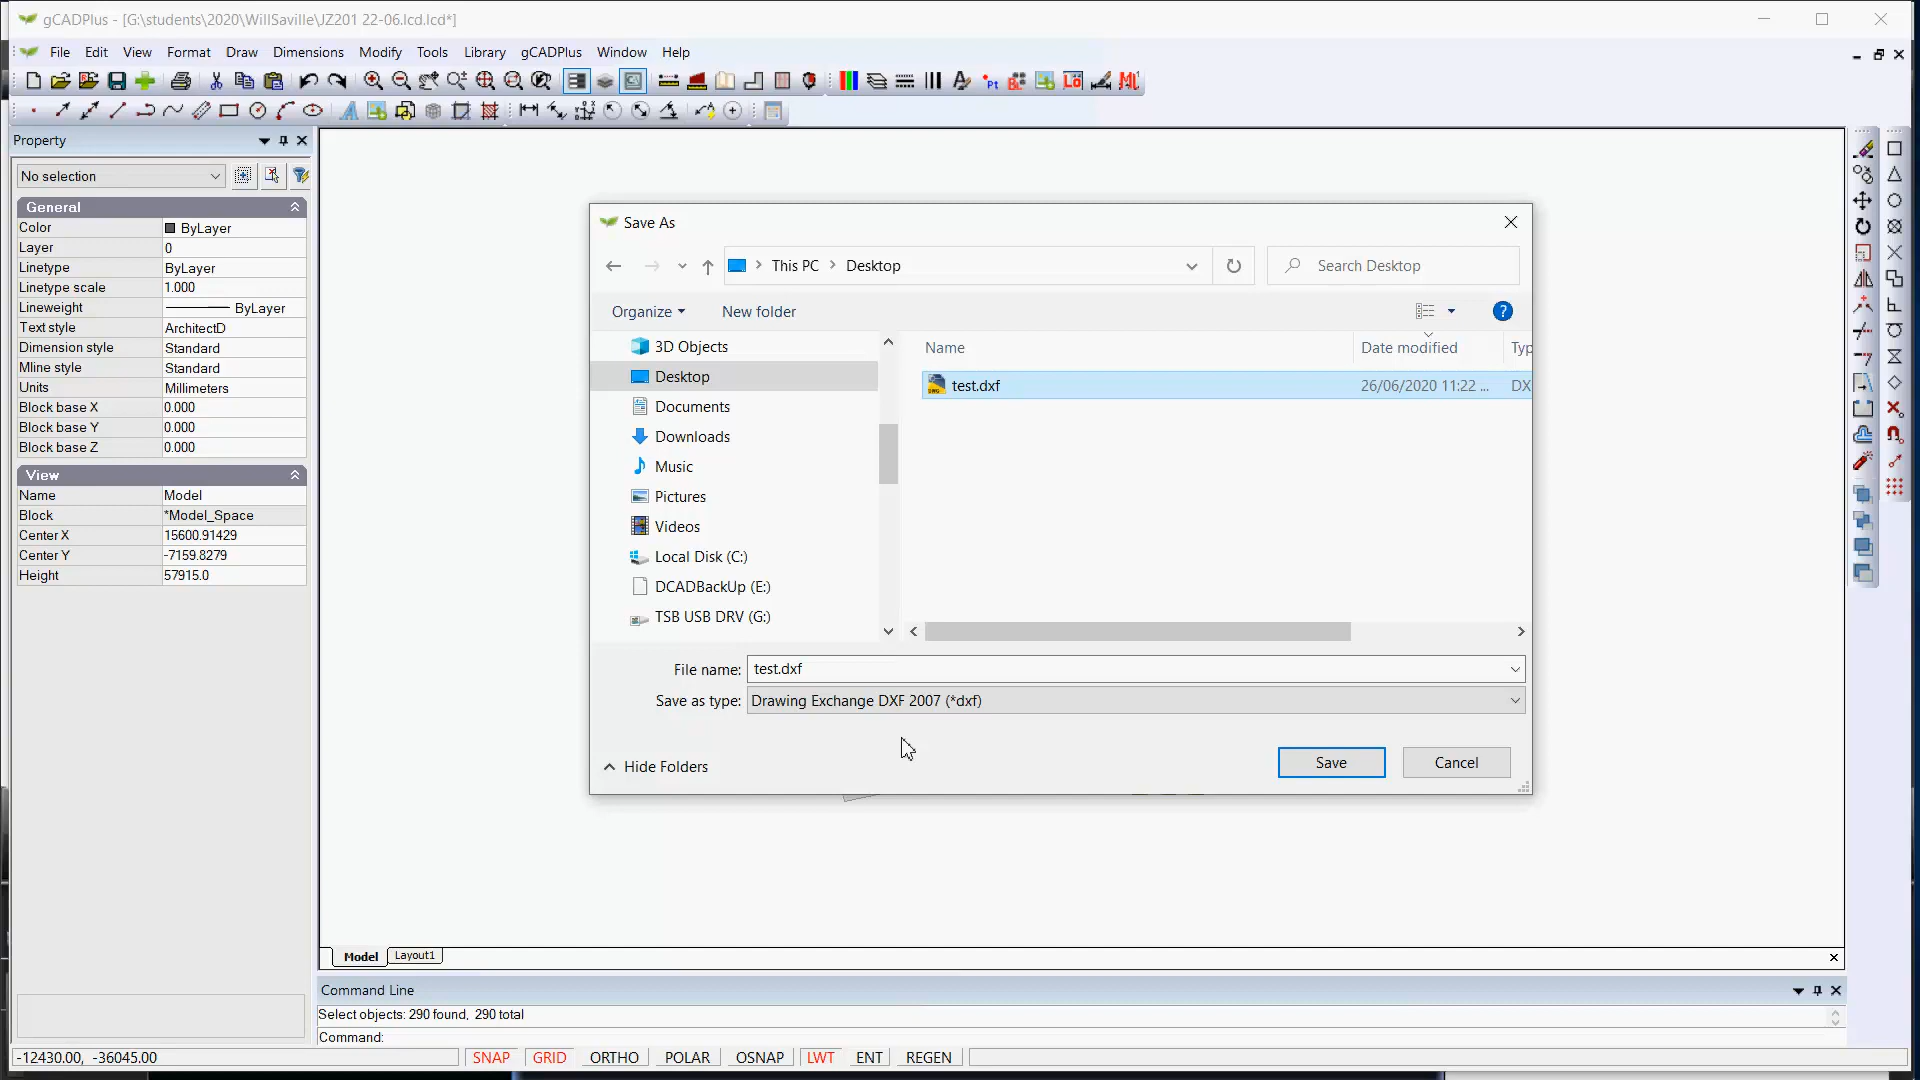 gCADPlus - [G:\students\2020\WillSaville\JZ201 22-06.lcd.lcd*]
File Edit View Format Draw Dimensions Modify Tools Library gCADPlus Window Help
Property
No selection
General
Color ByLayer
Layer 0
Linetype ByLayer
Linetype scale 1.000
Lineweight ByLayer
Text style ArchitectD
Dimension style Standard
Mline style Standard
Units Millimeters
Block base X 0.000
Block base Y 0.000
Block base Z 0.000
View
Name Model
Block *Model_Space
Center X 15600.91429
Center Y -7159.8279
Height 57915.0
Save As
This PC Desktop
Search Desktop
Organize New folder
3D Objects
Desktop
Documents
Downloads
Music
Pictures
Videos
Local Disk (C:)
DCADBackUp (E:)
TSB USB DRV (G:)
Name Date modified Typ
test.dxf 26/06/2020 11:22 ... DX
File name: test.dxf
Save as type: Drawing Exchange DXF 2007 (*dxf)
Hide Folders
Save Cancel
Model Layout1
Command Line
Select objects: 290 found, 290 total
Command:
-12430.00, -36045.00 SNAP GRID ORTHO POLAR OSNAP LWT ENT REGEN